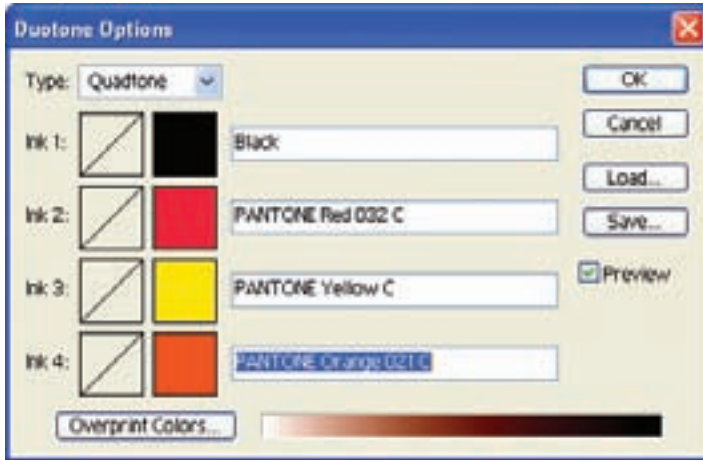 Duotone Options
Type: Quadtone
OK
Ink 1: Black
Cancel
Load...
Ink 2: PANTONE Red 032 C
Save...
Ink 3: PANTONE Yellow C
Preview
Ink 4: PANTONE Orange 021 C
Overprint Colors...